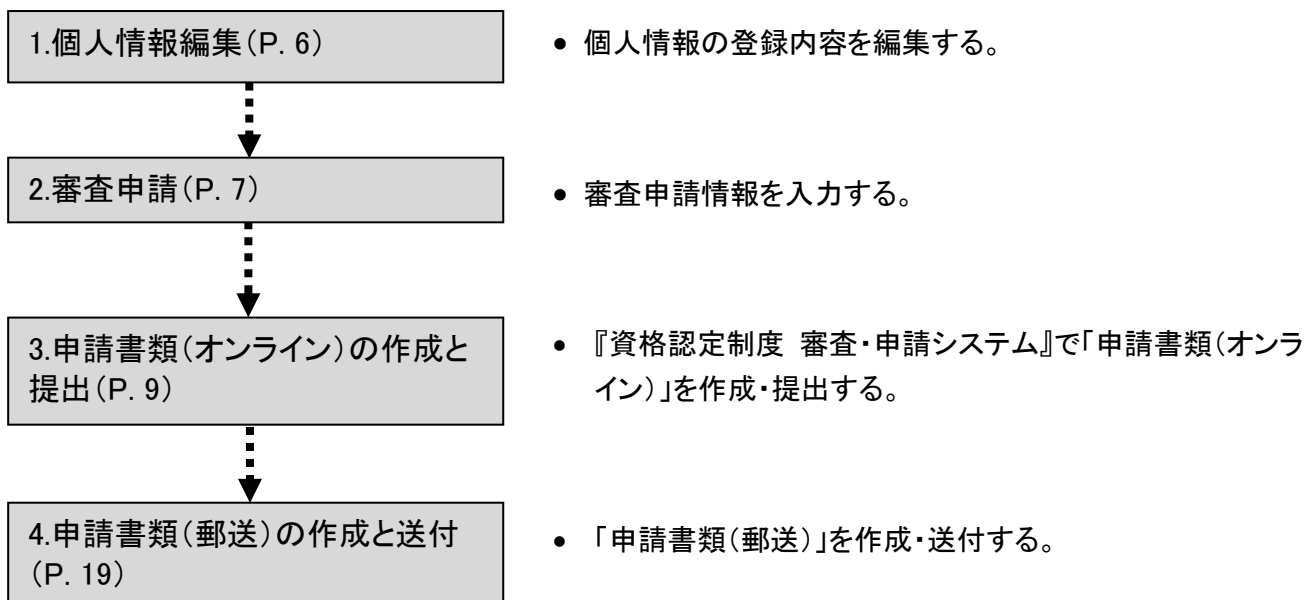 1.個人情報編集(P. 6)
• 個人情報の登録内容を編集する。
2.審査申請(P. 7)
• 審査申請情報を入力する。
3.申請書類(オンライン)の作成と
提出(P. 9)
• 『資格認定制度 審査・申請システム』で「申請書類(オンラ
イン)」を作成・提出する。
4.申請書類(郵送)の作成と送付
(P. 19)
• 「申請書類(郵送)」を作成・送付する。